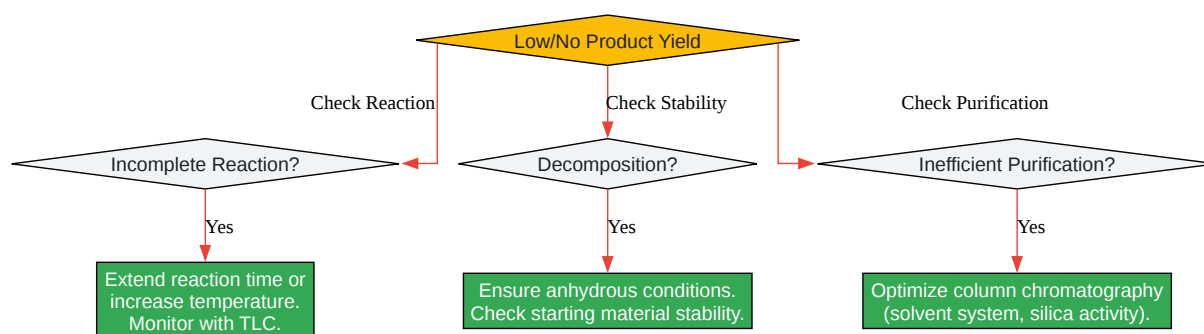 Low/No Product Yield
Check Reaction
Check Stability
Check Purification
Incomplete Reaction?
Decomposition?
Inefficient Purification?
Yes
Yes
Yes
Extend reaction time or
increase temperature.
Monitor with TLC.
Ensure anhydrous conditions.
Check starting material stability.
Optimize column chromatography
(solvent system, silica activity).